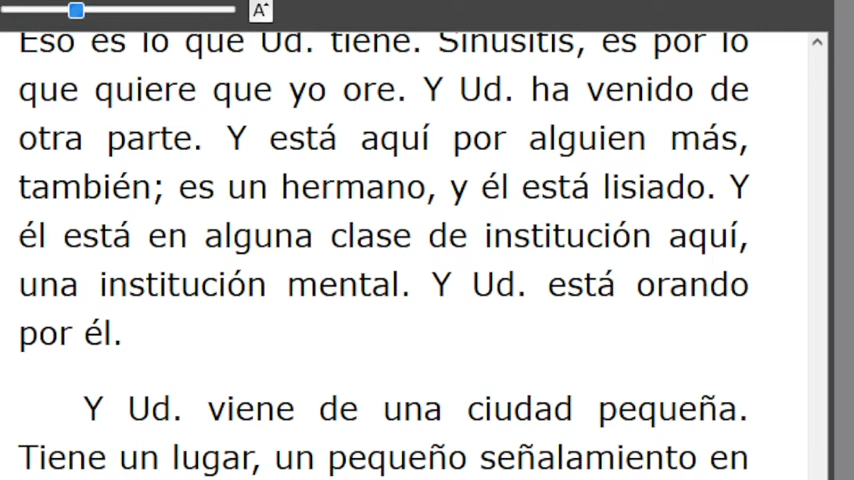 A
Eso es lo que Ud. tiene. Sinusitis, es por lo
que quiere que yo ore. Y Ud. ha venido de
otra parte. Y está aquí por alguien más,
también; es un hermano, y él está lisiado. Y
él está en alguna clase de institución aquí,
una institución mental. Y Ud. está orando
por él.
Y Ud. viene de una ciudad pequeña.
Tiene un lugar, un pequeño señalamiento en